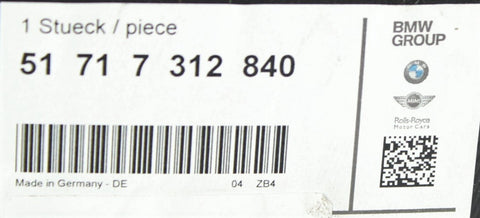 1 Stueck / piece
51 71 7 312 840
Made in Germany - DE 04 ZB4
BMW
GROUP
MINI
Rolls-Royce
Motor Cars